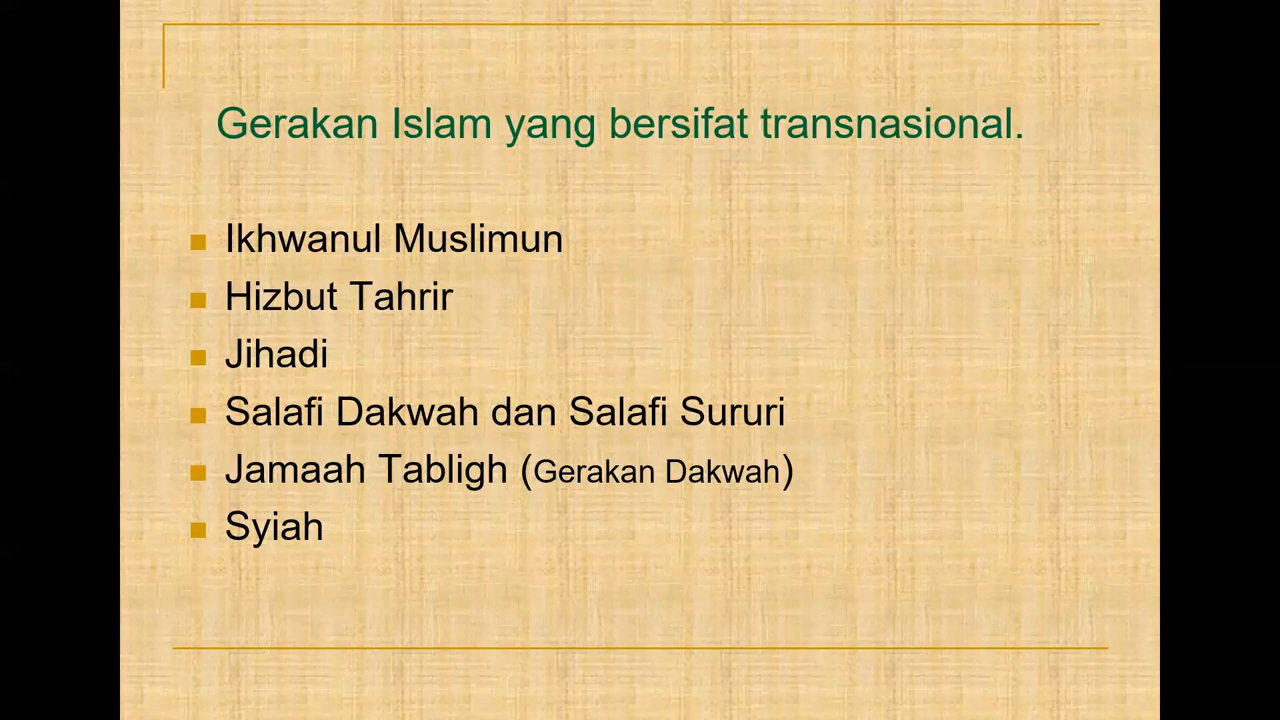 Gerakan Islam yang bersifat transnasional.
Ikhwanul Muslimun
Hizbut Tahrir
Jihadi
Salafi Dakwah dan Salafi Sururi
Jamaah Tabligh (Gerakan Dakwah)
Syiah